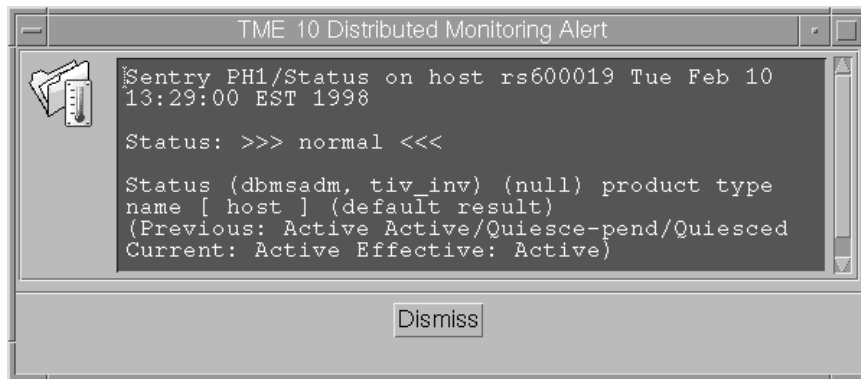 TME 10 Distributed Monitoring Alert
Sentry PH1/Status on host rs600019 Tue Feb 10
13:29:00 EST 1998
Status: >>> normal <<<
Status (dbmsadm, tiv_inv) (null) product type
name [ host ] (default result)
(Previous: Active Active/Quiesce-pend/Quiesced
Current: Active Effective: Active)
Dismiss